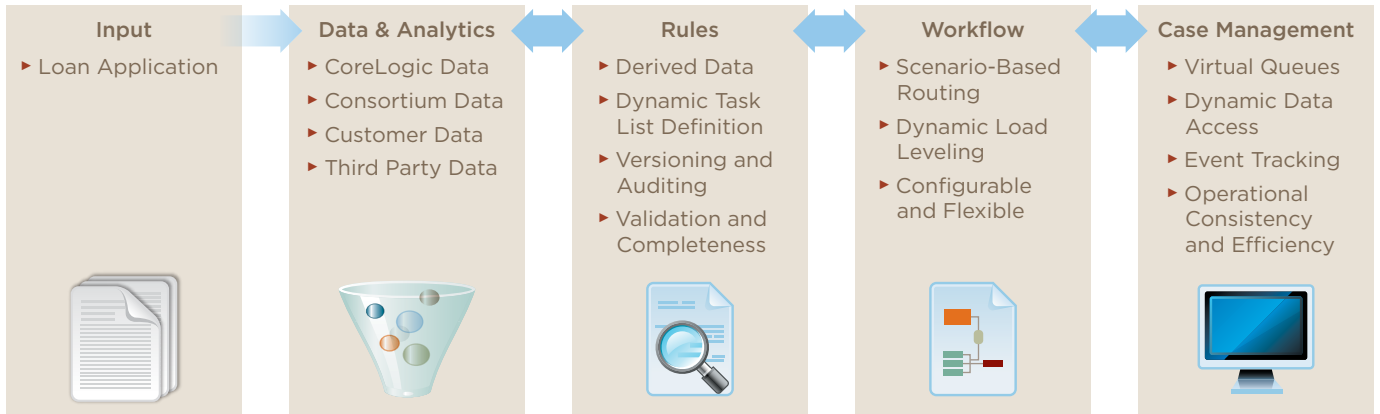 Input
Loan Application
Data & Analytics
CoreLogic Data
Consortium Data
Customer Data
Third Party Data
Rules
Derived Data
Dynamic Task
List Definition
Versioning and
Auditing
Validation and
Completeness
Workflow
Scenario-Based
Routing
Dynamic Load
Leveling
Configurable
and Flexible
Case Management
Virtual Queues
Dynamic Data
Access
Event Tracking
Operational
Consistency
and Efficiency